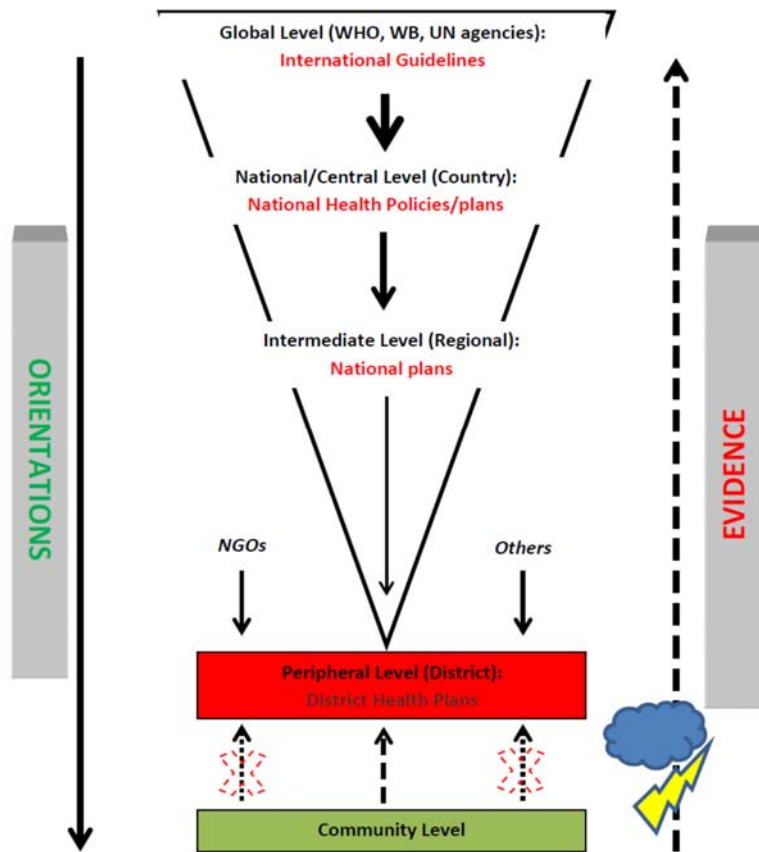 Global Level (WHO, WB, UN agencies):
International Guidelines
National/Central Level (Country):
National Health Policies/plans
Intermediate Level (Regional):
National plans
ORIENTATIONS
EVIDENCE
NGOs
Others
Peripheral Level (District):
District Health Plans
Community Level